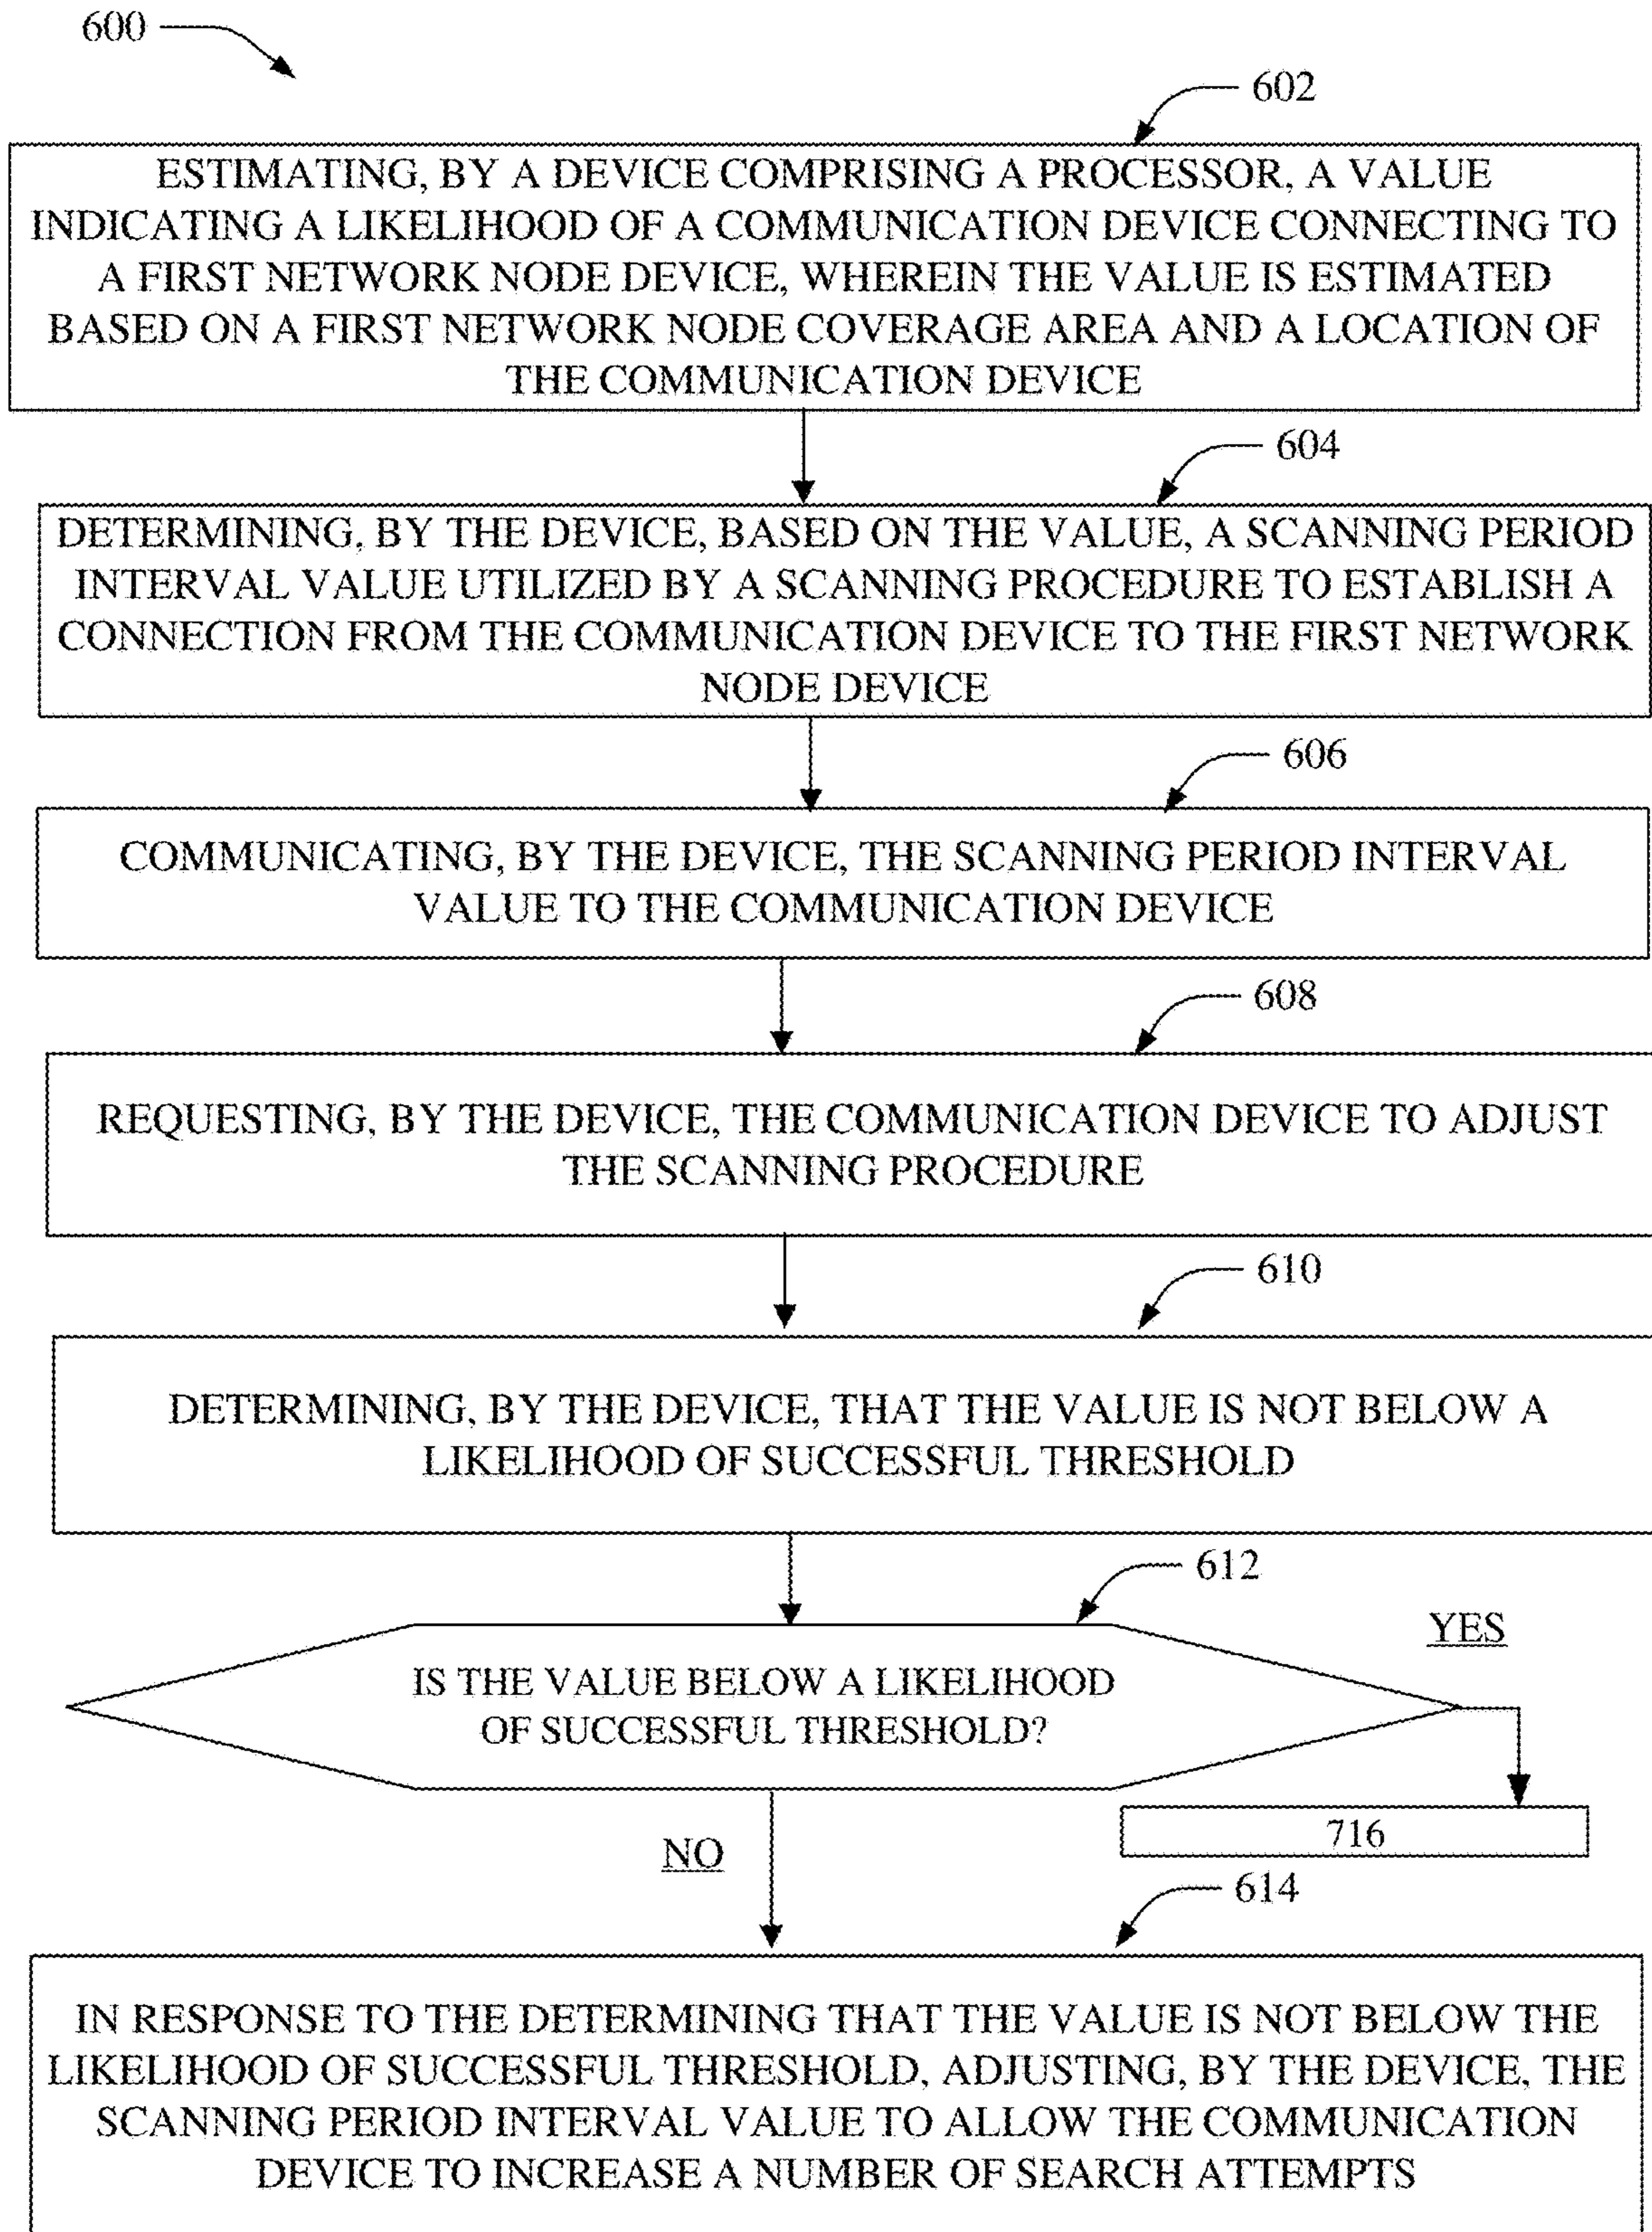 600
602
ESTIMATING, BY A DEVICE COMPRISING A PROCESSOR, A VALUE
INDICATING A LIKELIHOOD OF A COMMUNICATION DEVICE CONNECTING TO
A FIRST NETWORK NODE DEVICE, WHEREIN THE VALUE IS ESTIMATED
BASED ON A FIRST NETWORK NODE COVERAGE AREA AND A LOCATION OF
THE COMMUNICATION DEVICE
604
DETERMINING, BY THE DEVICE, BASED ON THE VALUE, A SCANNING PERIOD
INTERVAL VALUE UTILIZED BY A SCANNING PROCEDURE TO ESTABLISH A
CONNECTION FROM THE COMMUNICATION DEVICE TO THE FIRST NETWORK
NODE DEVICE
606
COMMUNICATING, BY THE DEVICE, THE SCANNING PERIOD INTERVAL
VALUE TO THE COMMUNICATION DEVICE
608
REQUESTING, BY THE DEVICE, THE COMMUNICATION DEVICE TO ADJUST
THE SCANNING PROCEDURE
610
DETERMINING, BY THE DEVICE, THAT THE VALUE IS NOT BELOW A
LIKELIHOOD OF SUCCESSFUL THRESHOLD
612
YES
IS THE VALUE BELOW A LIKELIHOOD
OF SUCCESSFUL THRESHOLD?
716
NO
614
IN RESPONSE TO THE DETERMINING THAT THE VALUE IS NOT BELOW THE
LIKELIHOOD OF SUCCESSFUL THRESHOLD, ADJUSTING, BY THE DEVICE, THE
SCANNING PERIOD INTERVAL VALUE TO ALLOW THE COMMUNICATION
DEVICE TO INCREASE A NUMBER OF SEARCH ATTEMPTS